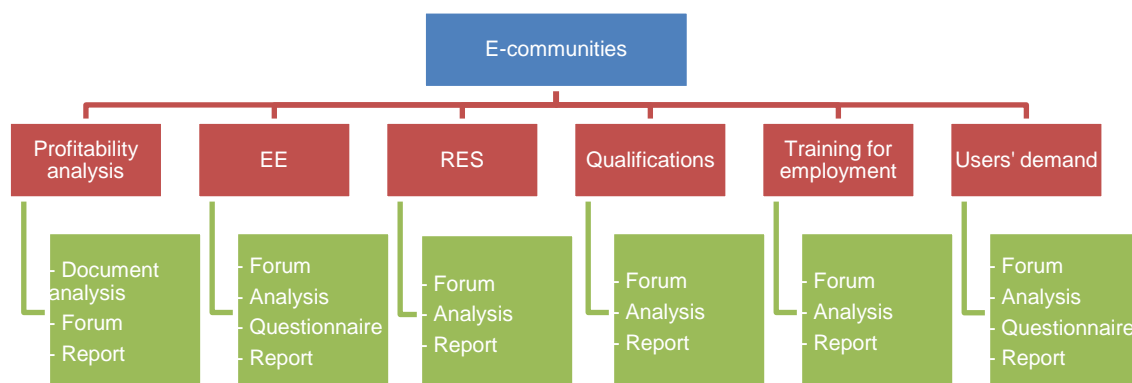 E-communities
Profitability
analysis
EE
RES
Qualifications
Training for
employment
Users' demand
- Document
analysis
- Forum
- Report
- Forum
- Analysis
- Questionnaire
- Report
- Forum
- Analysis
- Report
- Forum
- Analysis
- Report
- Forum
- Analysis
- Report
- Forum
- Analysis
- Questionnaire
- Report